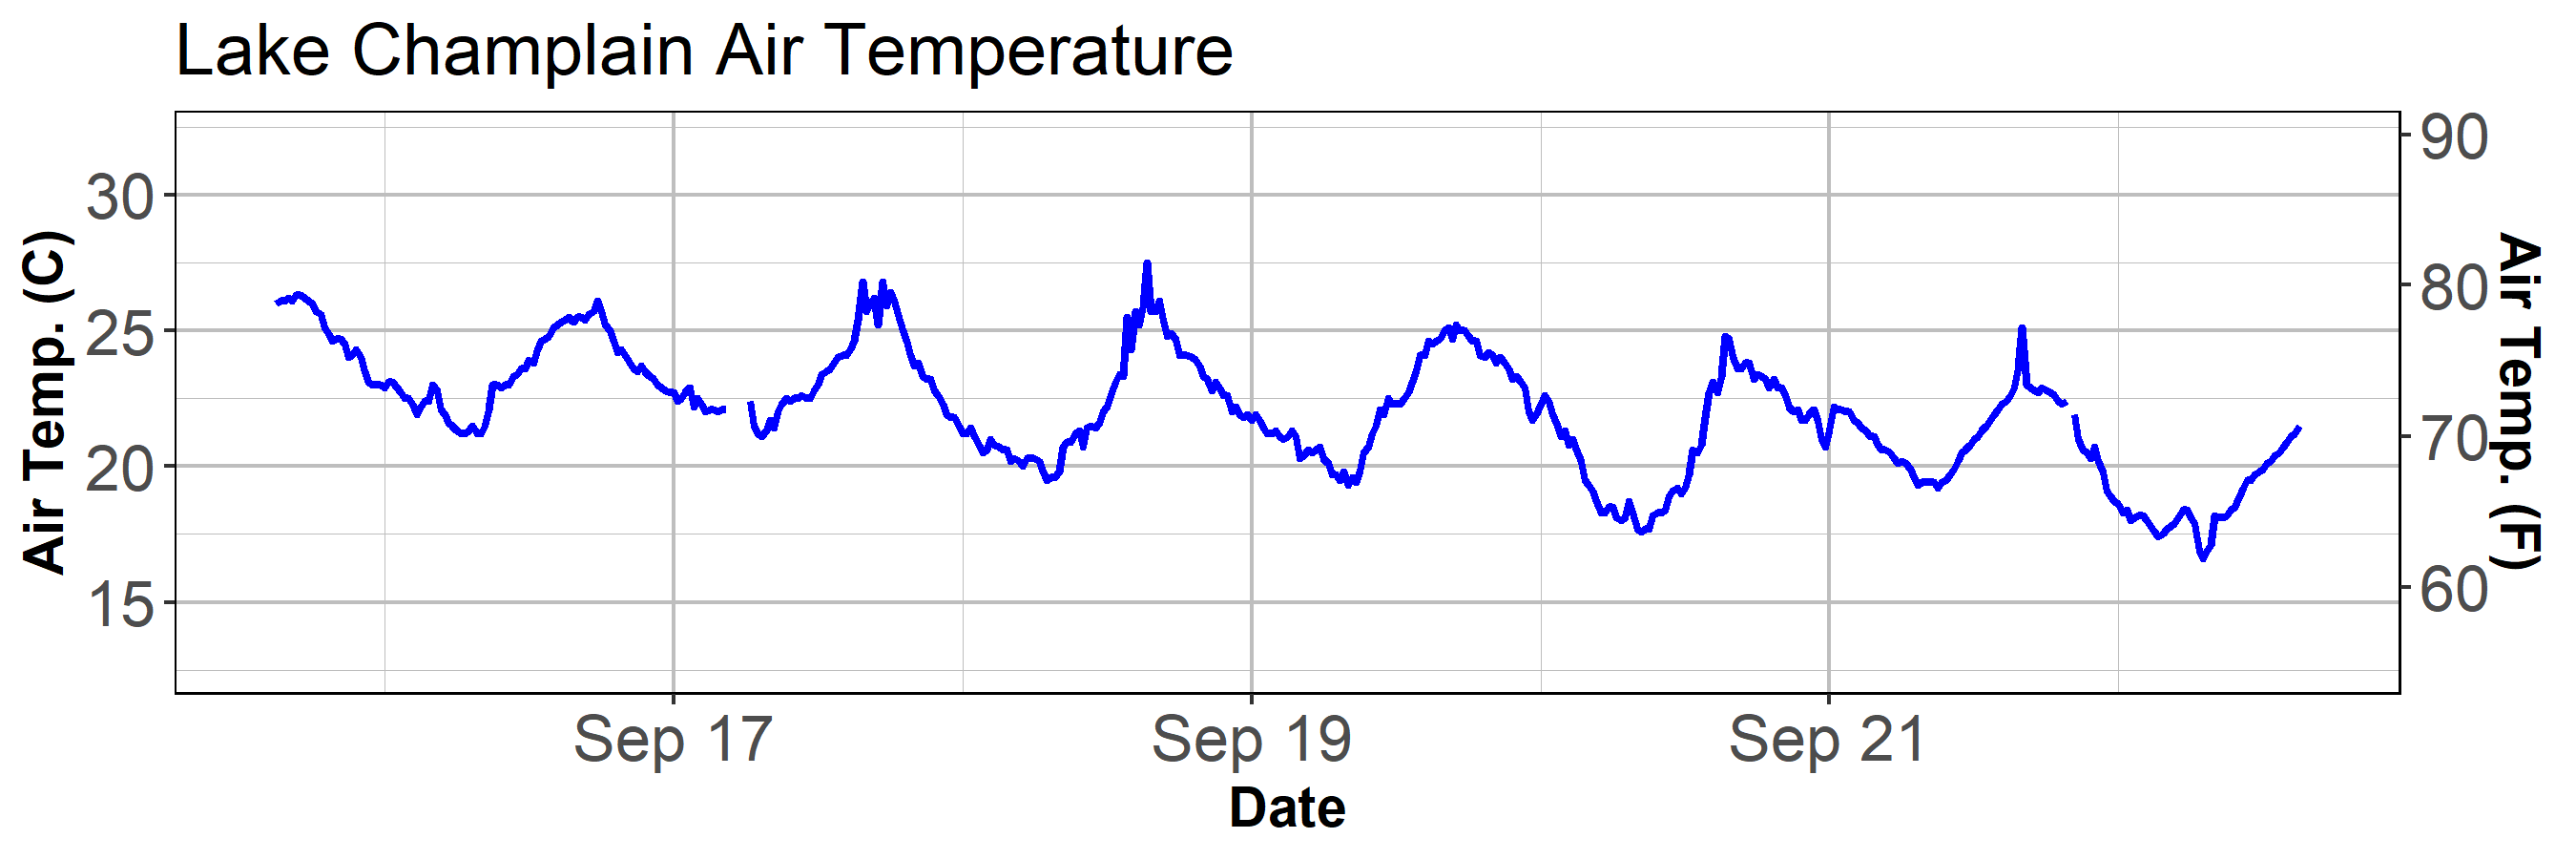 Lake Champlain Air Temperature
Air Temp. (C)
30
25
20
15
90
80
70
60
Air Temp. (F)
Sep 17
Sep 19
Sep 21
Date